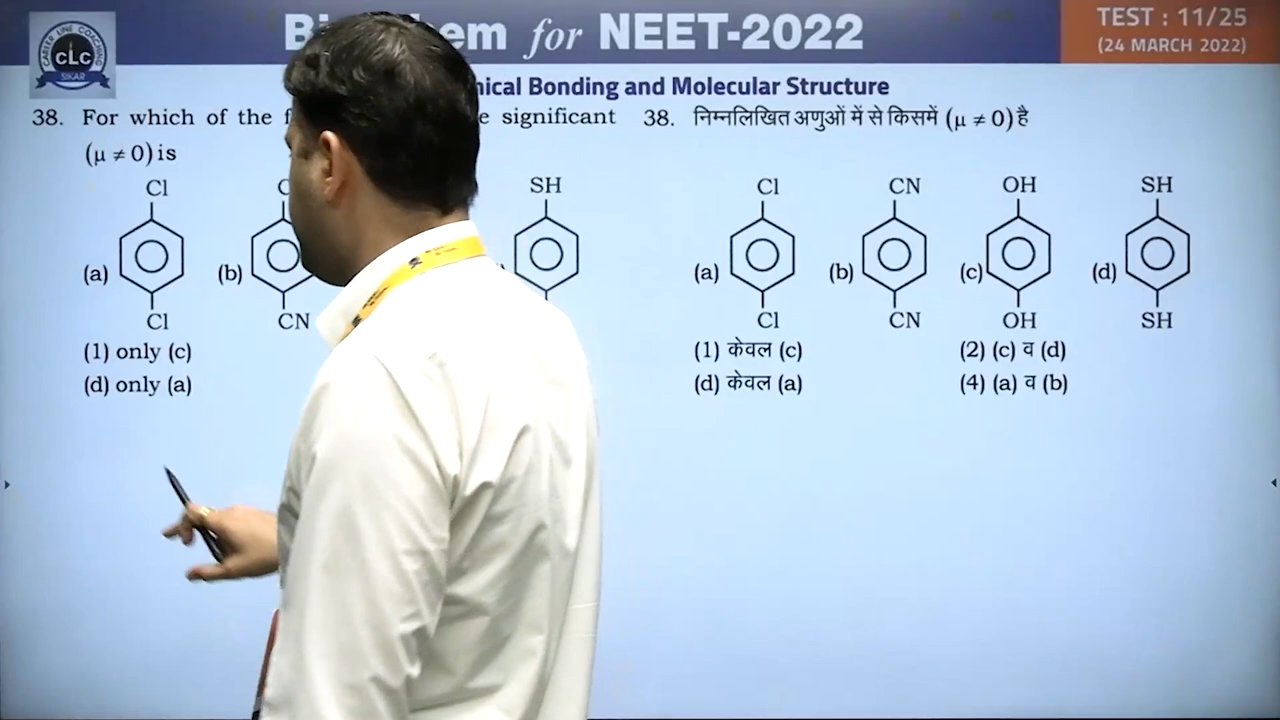 for NEET-2022
TEST : 11/25
(24 MARCH 2022)
CAREER LINE COACHING
CLC
SIKAR
Bonding and Molecular Structure
38. For which of the significant
(μ ≠ 0) is
Cl
SH
(a)
(b)
Cl
CN
(1) only (c)
(d) only (a)
38. निम्नलिखित अणुओं में से किसमें (μ ≠ 0) है
Cl CN OH SH
(a) (b) (c) (d)
Cl CN OH SH
(1) केवल (c) (2) (c) व (d)
(d) केवल (a) (4) (a) व (b)